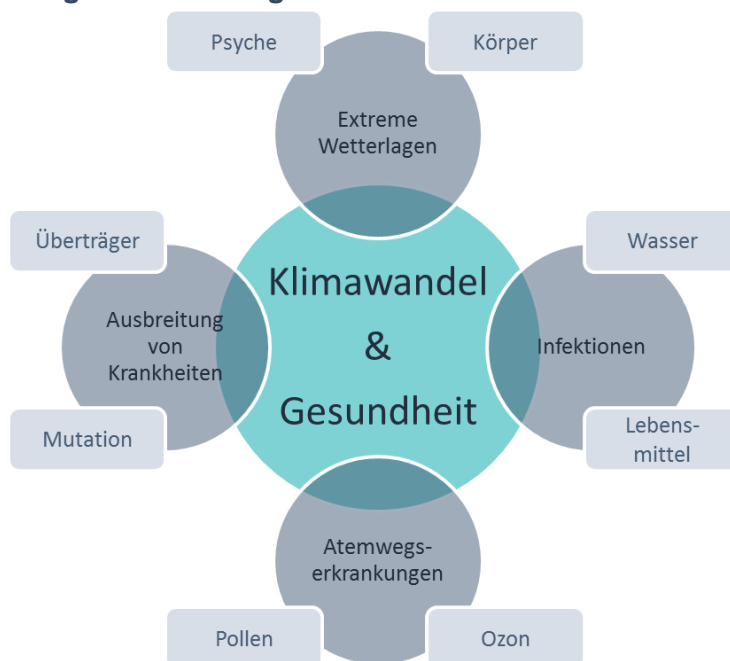 Psyche
Körper
Extreme
Wetterlagen
Überträger
Wasser
Klimawandel
&
Gesundheit
Ausbreitung
von
Krankheiten
Infektionen
Mutation
Lebens-
mittel
Atemwegs-
erkrankungen
Pollen
Ozon